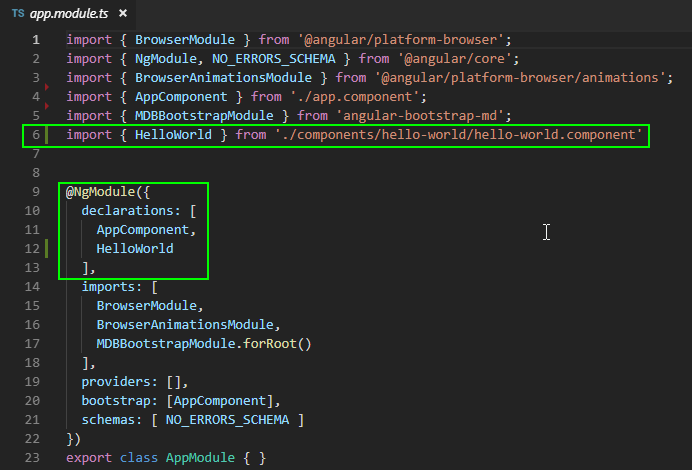 TS app.module.ts ×
1 import { BrowserModule } from '@angular/platform-browser';
2 import { NgModule, NO_ERRORS_SCHEMA } from '@angular/core';
3 import { BrowserAnimationsModule } from '@angular/platform-browser/animations';
4 import { AppComponent } from './app.component';
5 import { MDBBootstrapModule } from 'angular-bootstrap-md';
6 import { HelloWorld } from './components/hello-world/hello-world.component'
7
8
9 @NgModule({
10   declarations: [
11     AppComponent,
12     HelloWorld
13   ],
14   imports: [
15     BrowserModule,
16     BrowserAnimationsModule,
17     MDBBootstrapModule.forRoot()
18   ],
19   providers: [],
20   bootstrap: [AppComponent],
21   schemas: [ NO_ERRORS_SCHEMA ]
22 })
23 export class AppModule { }